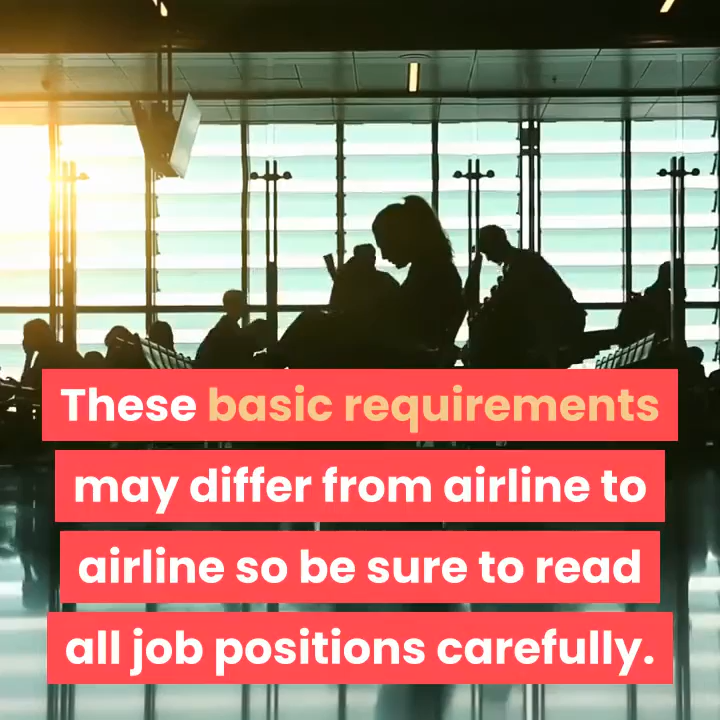 These basic requirements
may differ from airline to
airline so be sure to read
all job positions carefully.